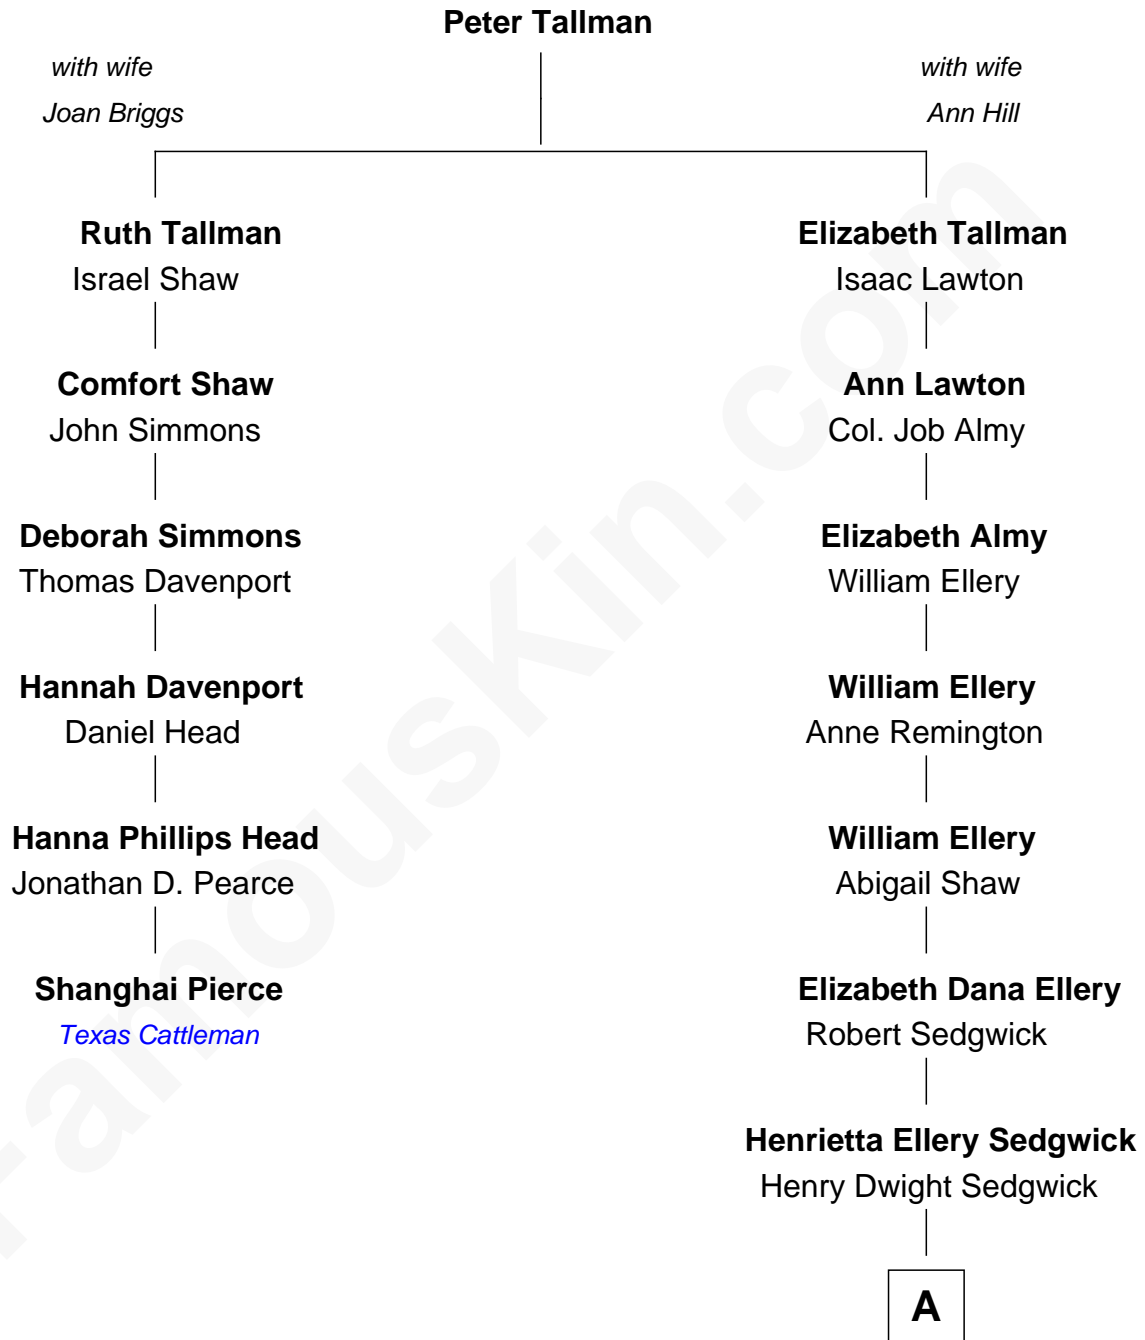 Peter Tallman
with wife
Joan Briggs
with wife
Ann Hill
Ruth Tallman
Israel Shaw
Comfort Shaw
John Simmons
Deborah Simmons
Thomas Davenport
Hannah Davenport
Daniel Head
Hanna Phillips Head
Jonathan D. Pearce
Shanghai Pierce
Texas Cattleman
Elizabeth Tallman
Isaac Lawton
Ann Lawton
Col. Job Almy
Elizabeth Almy
William Ellery
William Ellery
Anne Remington
William Ellery
Abigail Shaw
Elizabeth Dana Ellery
Robert Sedgwick
Henrietta Ellery Sedgwick
Henry Dwight Sedgwick
A
FamousKin.com